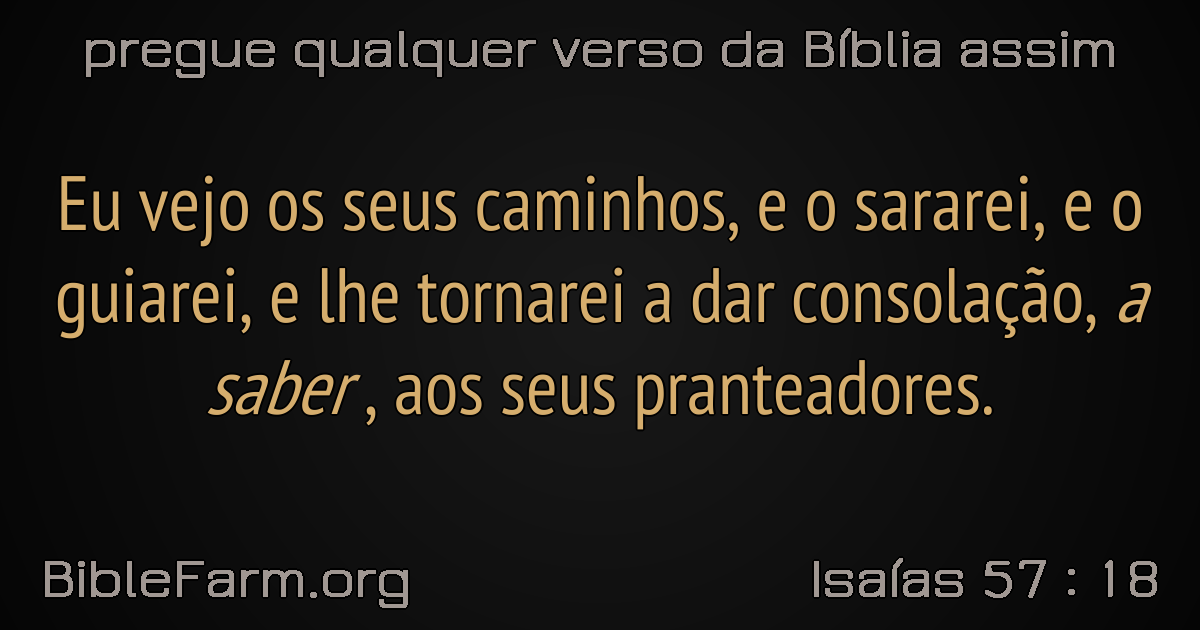 pregue qualquer verso da Bíblia assim
Eu vejo os seus caminhos, e o sararei, e o
guiarei, e lhe tornarei a dar consolação, a
saber , aos seus pranteadores.
BibleFarm.org
Isaías 57 : 18